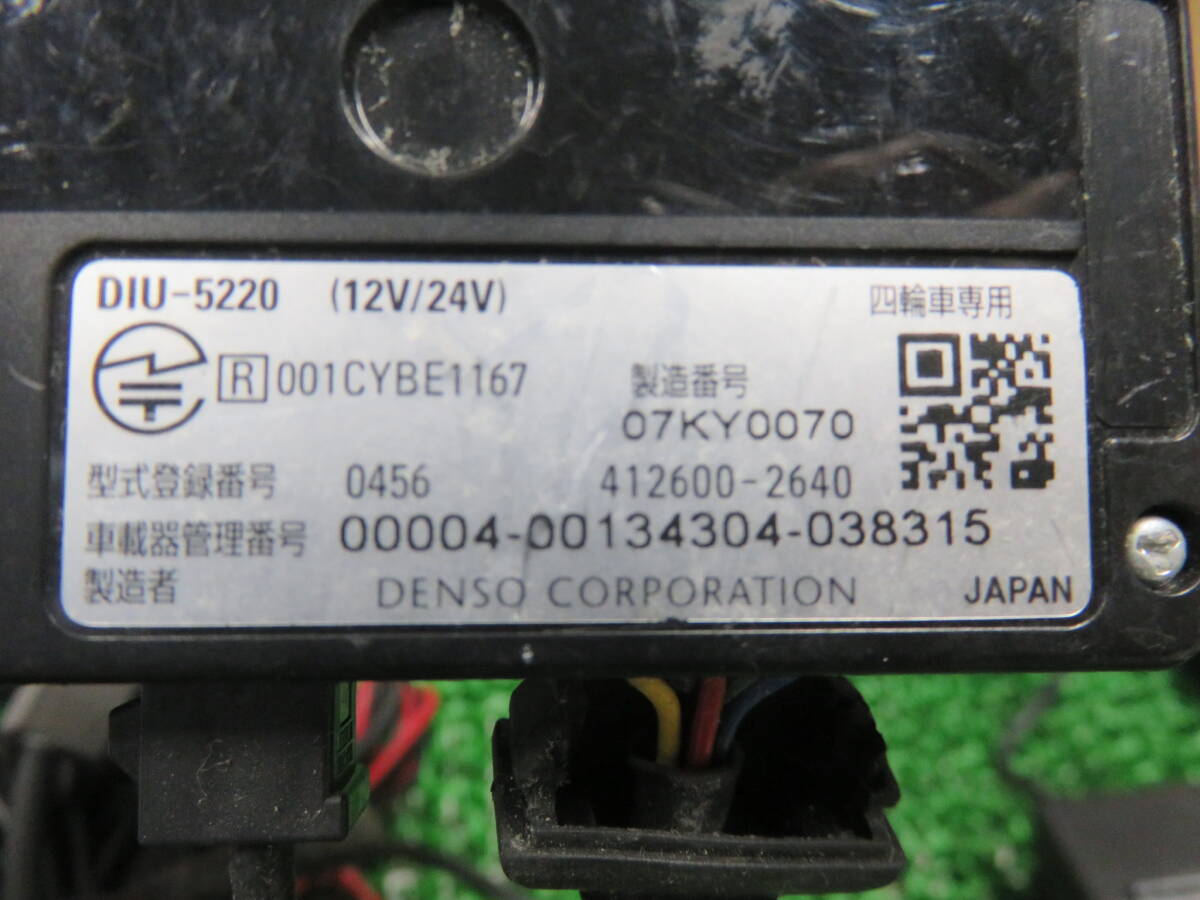 DIU-5220 (12V/24V) 四輪車専用
R 001CYBE1167 製造番号
07KY0070
型式登録番号 0456 412600-2640
車載器管理番号 00004-00134304-038315
製造者 DENSO CORPORATION JAPAN